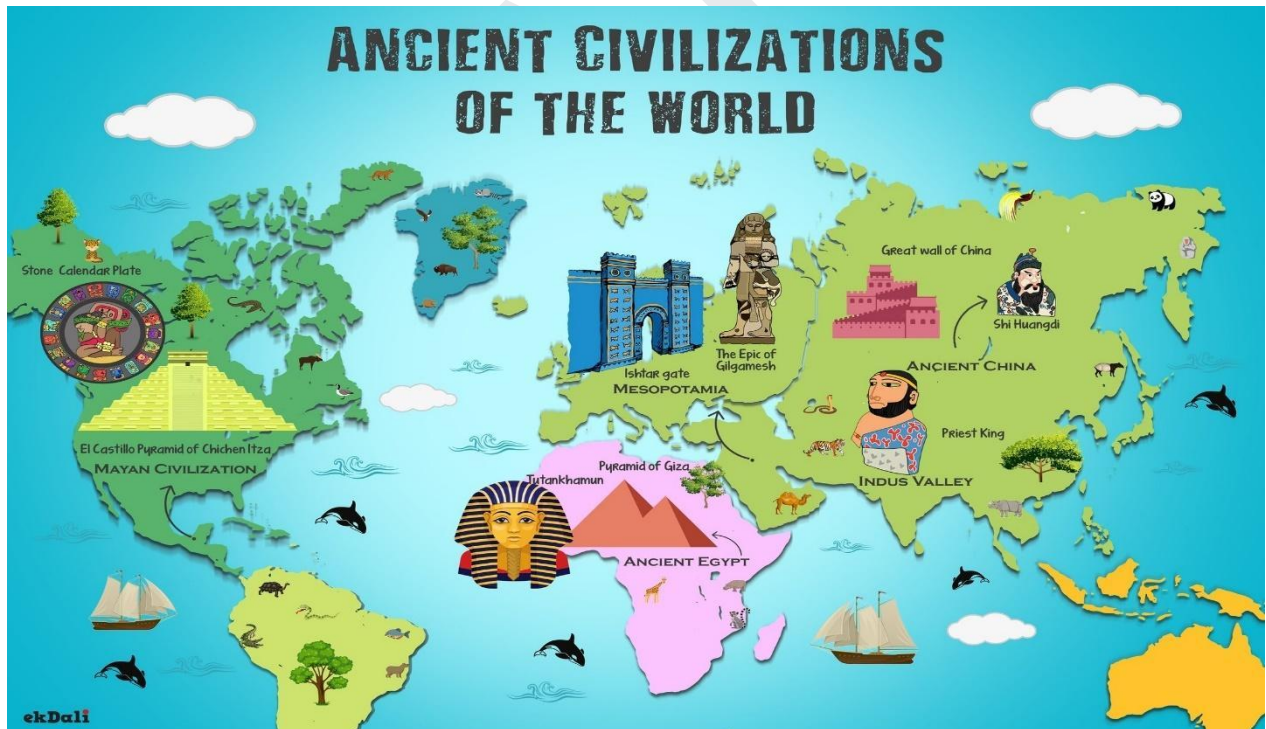 Ancient Civilizations
of the World
Stone Calendar Plate
El Castillo Pyramid of Chichen Itza
Mayan Civilization
Ishtar gate
Mesopotamia
The Epic of
Gilgamesh
Great wall of China
Shi Huangdi
Ancient China
Priest King
Indus Valley
Pyramid of Giza
Tutankhamun
Ancient Egypt
ekDali